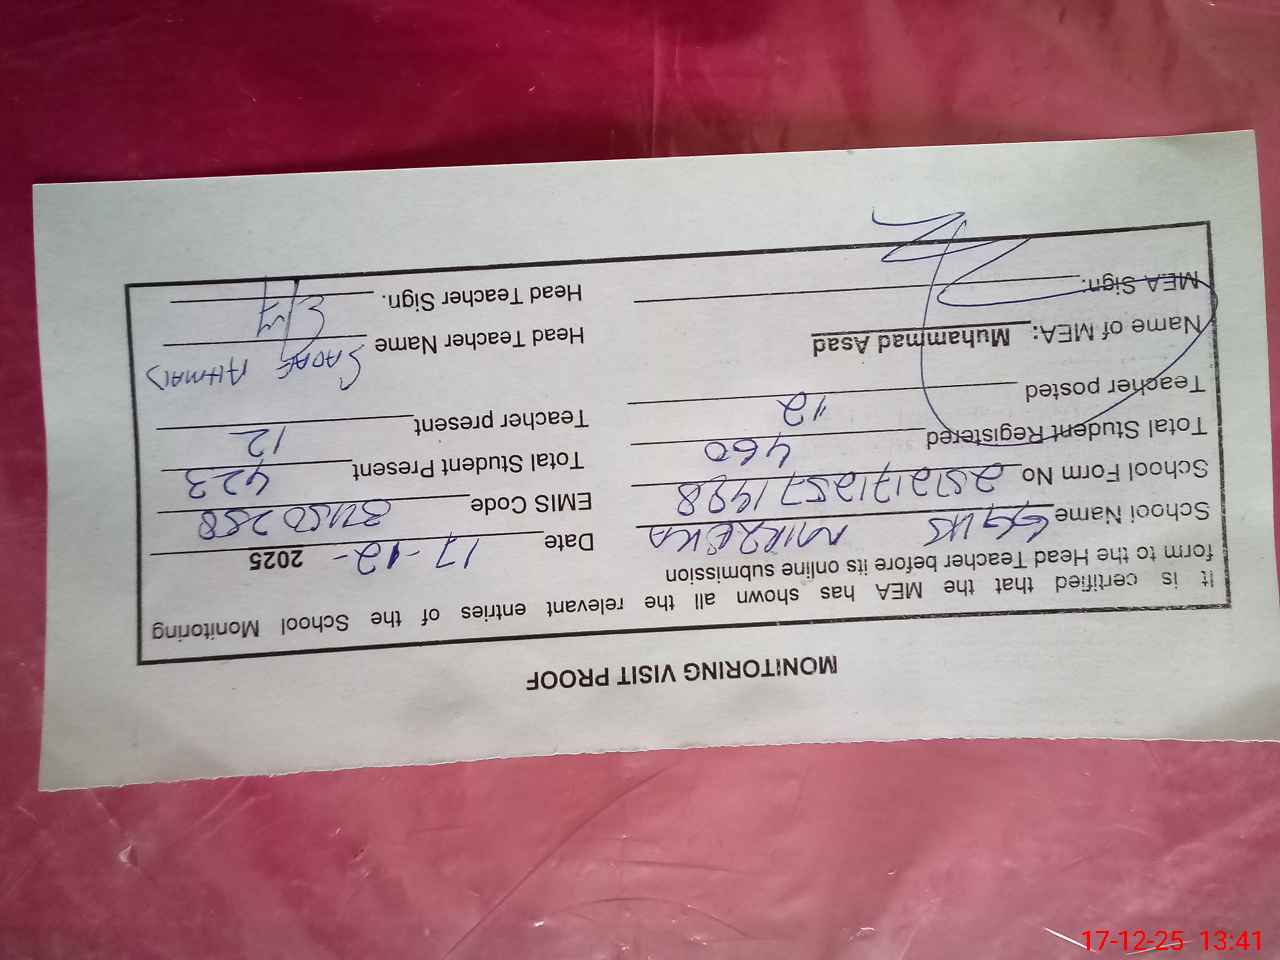 MONITORING VISIT PROOF
It is certified that the MEA has shown all the relevant entries of the School Monitoring
form to the Head Teacher before its online submission
School Name GGHS Date 17-12- 2025
School Form No EMIS Code
Total Student Registered 460 Total Student Present 423
Teacher posted 12 Teacher present 12
Name of MEA: Muhammad Asad Head Teacher Name SADAF AHMAD
MEA Sign: Head Teacher Sign.
17-12-25 13:41